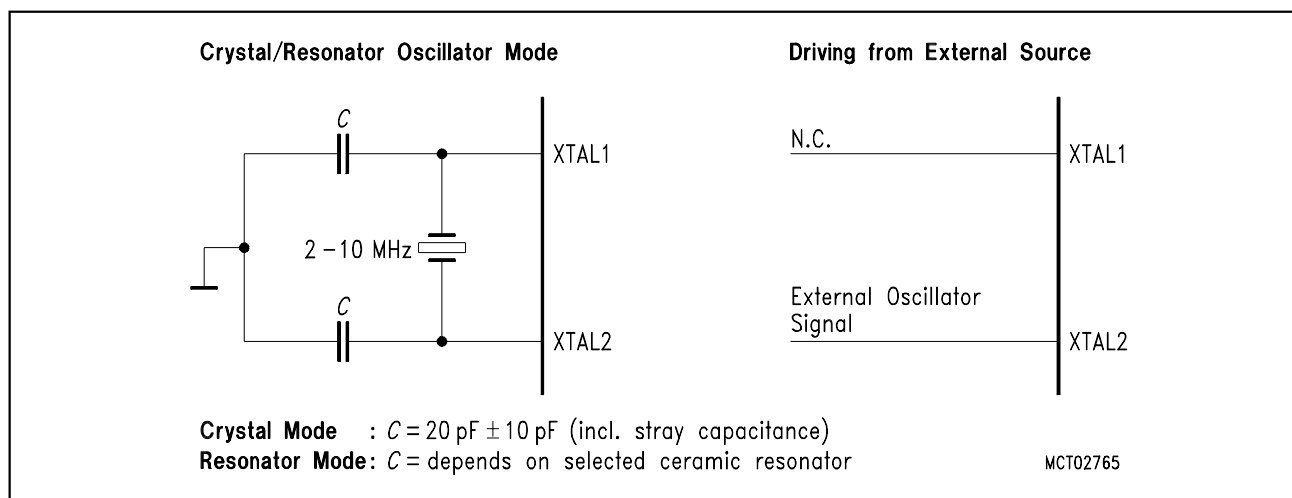 Crystal/Resonator Oscillator Mode
C
XTAL1
2 – 10 MHz
C
XTAL2
Driving from External Source
N.C.
XTAL1
External Oscillator
Signal
XTAL2
Crystal Mode : C = 20 pF ± 10 pF (incl. stray capacitance)
Resonator Mode: C = depends on selected ceramic resonator
MCT02765